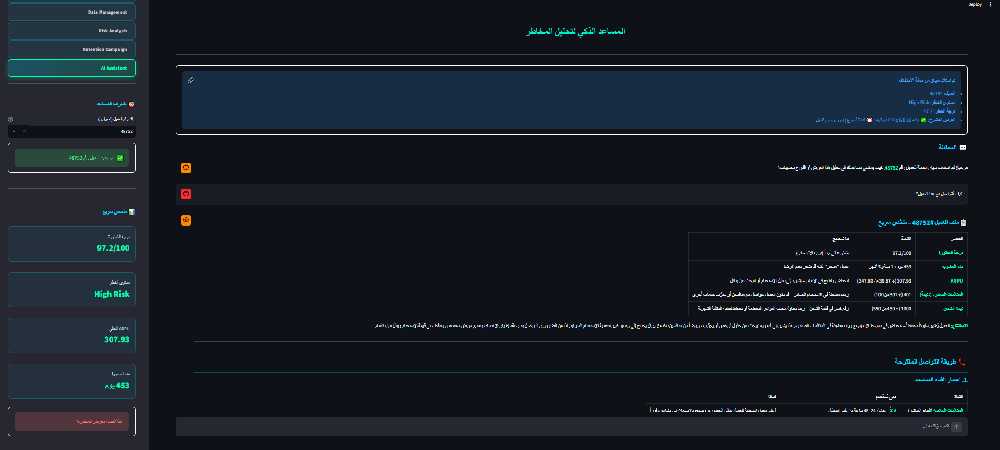 Deploy
Data Management
Risk Analysis
Retention Campaign
AI Assistant
خيارات المساعد
رقم العميل (اختياري)
48752
تم تحديد العميل رقم 48752
ملخص سريع
درجة الخطورة
97.2/100
مستوى الخطر
High Risk
ARPU الحالي
307.93
مدة العضوية
453 يوم
هذا العميل معرض للمغادرة!
المساعد الذكي لتحليل المخاطر
تم استلام سياق من حملة الاحتفاظ:
العميل: 48752
مستوى الخطر: High Risk
درجة الخطر: 97.2
العرض المقترح: ✅ باقة 10 GB بيانات مجانية | ⏰ لمدة أسبوع | بدون رسوم تفعيل
المحادثة
مرحباً! لقد استلمت سياق الحملة للعميل رقم 48752. كيف يمكنني مساعدتك في تحليل هذا العرض أو اقتراح تحسينات؟
كيف أتواصل مع هذا العميل؟
ملف العميل #48752 – ملخّص سريع
العنصر القيمة ما يُستنتج
درجة الخطورة 97.2/100 خطر عالي جداً (قرب الانسحاب)
مدة العضوية 453 يوم ≈ 1 سنة و 3 أشهر عميل "مستقر" لكنه قد يشعر بعدم الرضا
ARPU 307.93 (↓ 39.67 من 347.60) انخفاض واضح في الإنفاق – إشارة إلى تقليل الاستخدام أو البحث عن بدائل
المكالمات الصادرة (دقيقة) 401 (↑ 301 من 100) زيادة مفاجئة في الاستخدام الصادر – قد يكون العميل يتواصل مع منافسين أو يجرّب خدمات أخرى
قيمة الشحن 1000 (↑ 450 من 550) رفع كبير في قيمة الشحن – ربما يحاول تجنب الفواتير المتقطعة أو يخطط لتقليل التكلفة الشهرية
الاستنتاج: العميل يُظهر سلوكاً مختلطاً – انخفاض في متوسط الإنفاق مع زيادة مفاجئة في المكالمات الصادرة. هذا يشير إلى أنه ربما يبحث عن حلول أرخص أو يجرّب عروضاً من منافسين، لكنه لا يزال يحتاج إلى رصيد كبير لتغطية الاستخدام المتزايد. لذا من الضروري التواصل بسرعة، إظهار الاهتمام، وتقديم عرض مخصص يحافظ على قيمة الاستخدام ويقلل من تكلفته.
طريقة التواصل المقترحة
1. اختيار القناة المناسبة
القناة متى تُستخدم لماذا
المكالمات الهاتفية (النداء المباشر) أولاً – خلال 24-48 ساعة من تلقي التحليل أعلى معدل استجابة للعميل عالي الخطورة، وتسمح بالاستماع إلى مشاعره فوراً
اكتب سؤالك هنا...